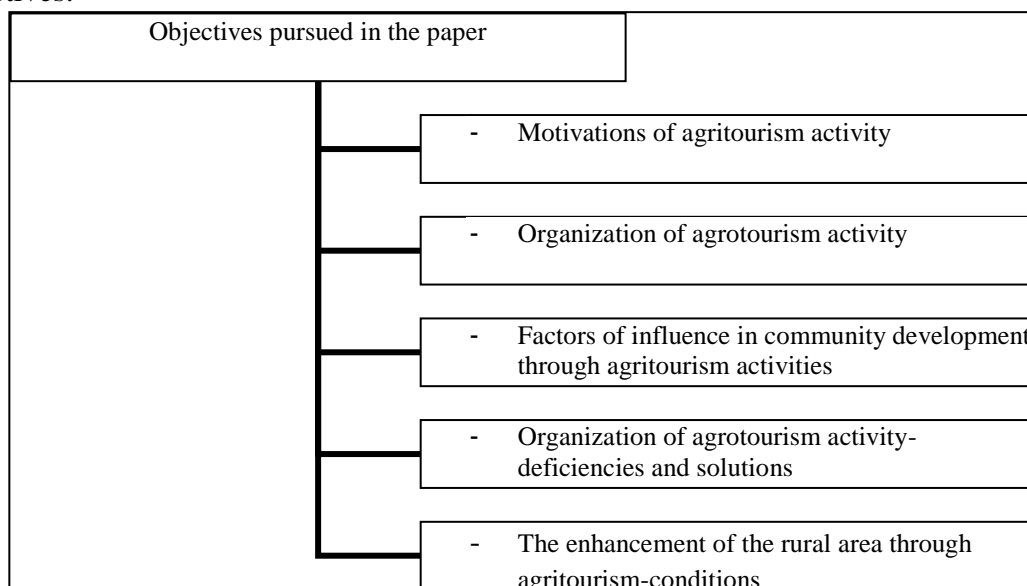 Objectives pursued in the paper
- Motivations of agritourism activity
- Organization of agrotourism activity
- Factors of influence in community development
through agritourism activities
- Organization of agrotourism activity-
deficiencies and solutions
- The enhancement of the rural area through
agritourism-conditions